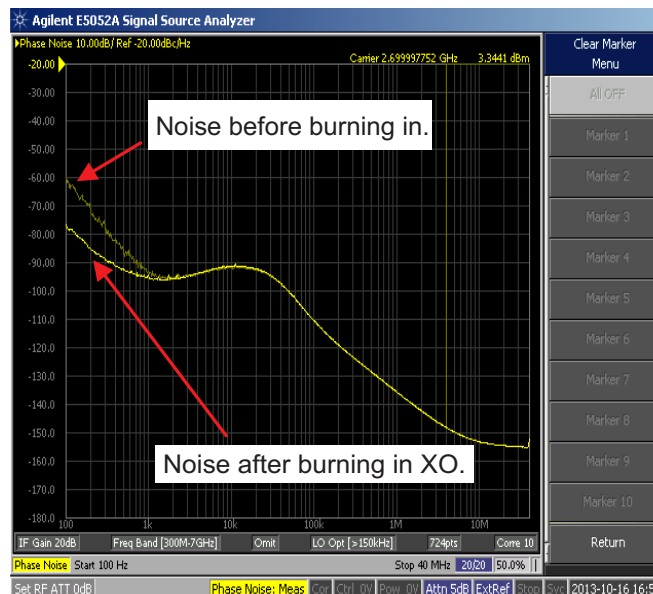 Agilent E5052A Signal Source Analyzer
Phase Noise 10.00dB/ Ref -20.00dBc/Hz
Carrier 2.699997752 GHz 3.3441 dBm
-20.00
-30.00
-40.00
-50.00
-60.00
-70.00
-80.00
-90.00
-100.0
-110.0
-120.0
-130.0
-140.0
-150.0
-160.0
-170.0
-180.0
Noise before burning in.
Noise after burning in XO.
100 1k 10k 100k 1M 10M
IF Gain 20dB Freq Band [300M-7GHz] Omit LO Opt [>150kHz] 724pts Corre 10
Phase Noise Start 100 Hz Stop 40 MHz 20/20 50.0%
Set RF ATT 0dB Phase Noise: Meas Cor Ctrl 0V Pow 0V Attn 5dB ExtRef Stop Svc 2013-10-16 16:5
Clear Marker
Menu
All OFF
Marker 1
Marker 2
Marker 3
Marker 4
Marker 5
Marker 6
Marker 7
Marker 8
Marker 9
Marker 10
Return